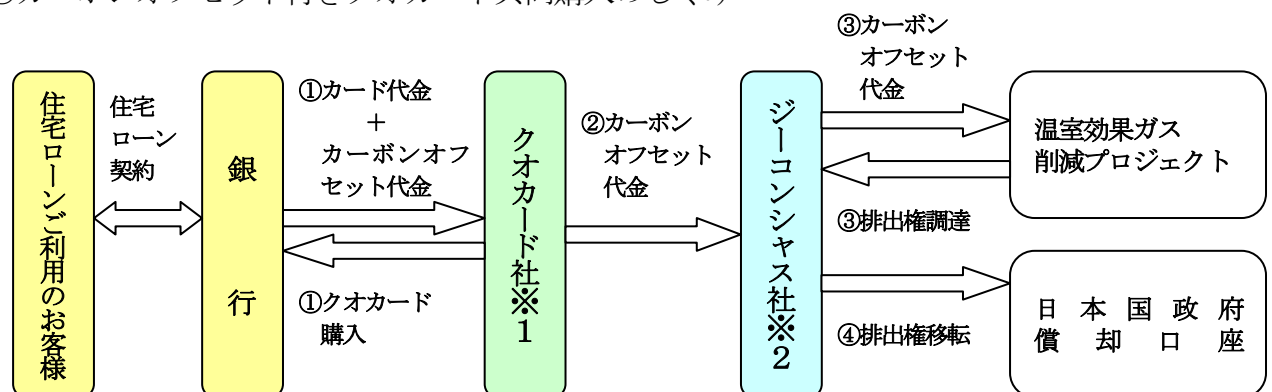 ③カーボン
オフセット
代金
住宅ローンご利用のお客様
住宅
ローン
契約
銀行
①カード代金
+
カーボンオフ
セット代金
①クオカード
購入
クオカード社※1
②カーボン
オフセット
代金
ジーコンシャス社※2
③排出権調達
④排出権移転
温室効果ガス
削減プロジェクト
日本国政府
償却口座